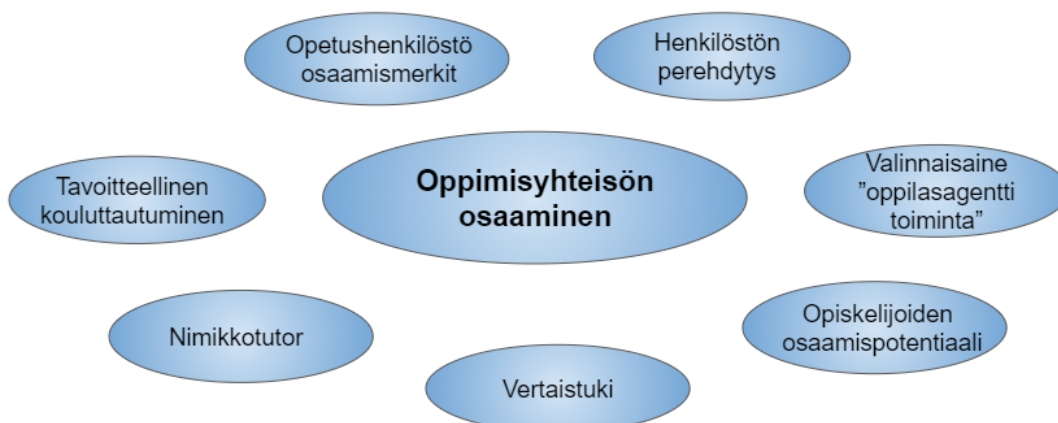 Opetushenkilöstö
osaamismerkit
Henkilöstön
perehdytys
Oppimisyhteisön
osaaminen
Tavoitteellinen
kouluttautuminen
Valinnaisaine
”oppilasagentti
toiminta”
Nimikkotutor
Opiskelijoiden
osaamispotentiaali
Vertaistuki